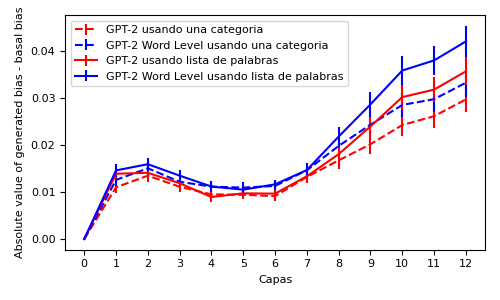 Absolute value of generated bias - basal bias
GPT-2 usando una categoria
GPT-2 Word Level usando una categoria
GPT-2 usando lista de palabras
GPT-2 Word Level usando lista de palabras
0.04
0.03
0.02
0.01
0.00
0 1 2 3 4 5 6 7 8 9 10 11 12
Capas